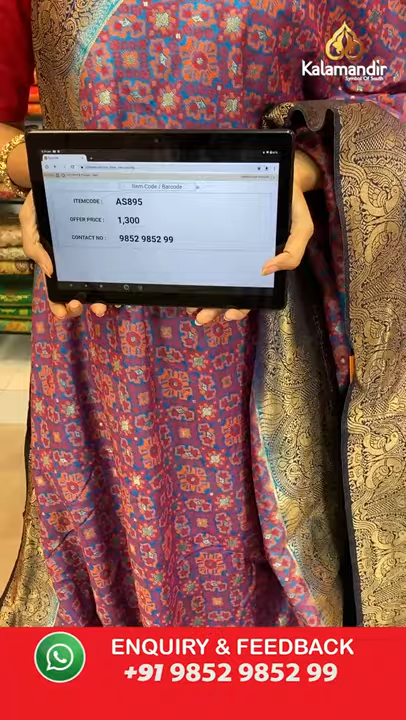 Kalamandir
Symbol Of South
Item Code / Barcode
ITEMCODE : AS895
OFFER PRICE : 1,300
CONTACT NO : 9852 9852 99
ENQUIRY & FEEDBACK
+91 9852 9852 99